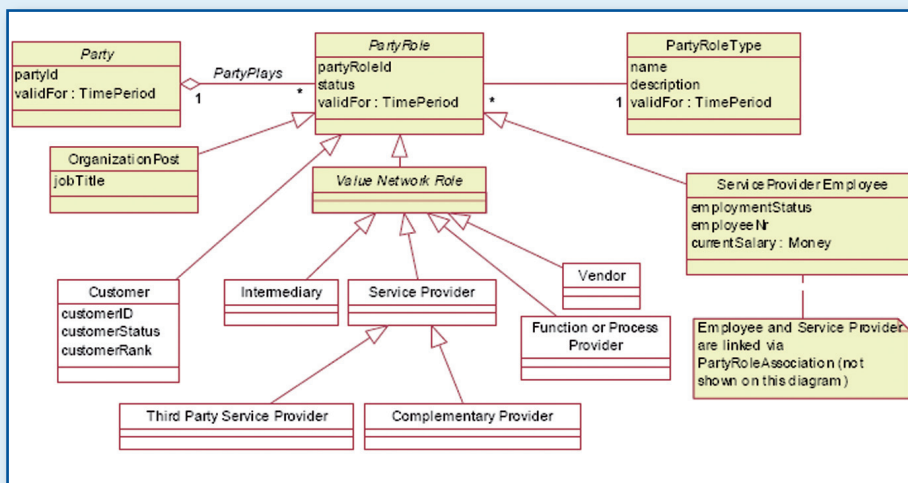 Party
partyId
validFor : TimePeriod
PartyPlays
1
*
PartyRole
partyRoleId
status
validFor : TimePeriod
*
1
PartyRoleType
name
description
validFor : TimePeriod
OrganizationPost
jobTitle
Value Network Role
ServiceProviderEmployee
employmentStatus
employeeNr
currentSalary : Money
Customer
customerID
customerStatus
customerRank
Intermediary
Service Provider
Vendor
Function or Process
Provider
Employee and Service Provider
are linked via
PartyRoleAssociation (not
shown on this diagram)
Third Party Service Provider
Complementary Provider